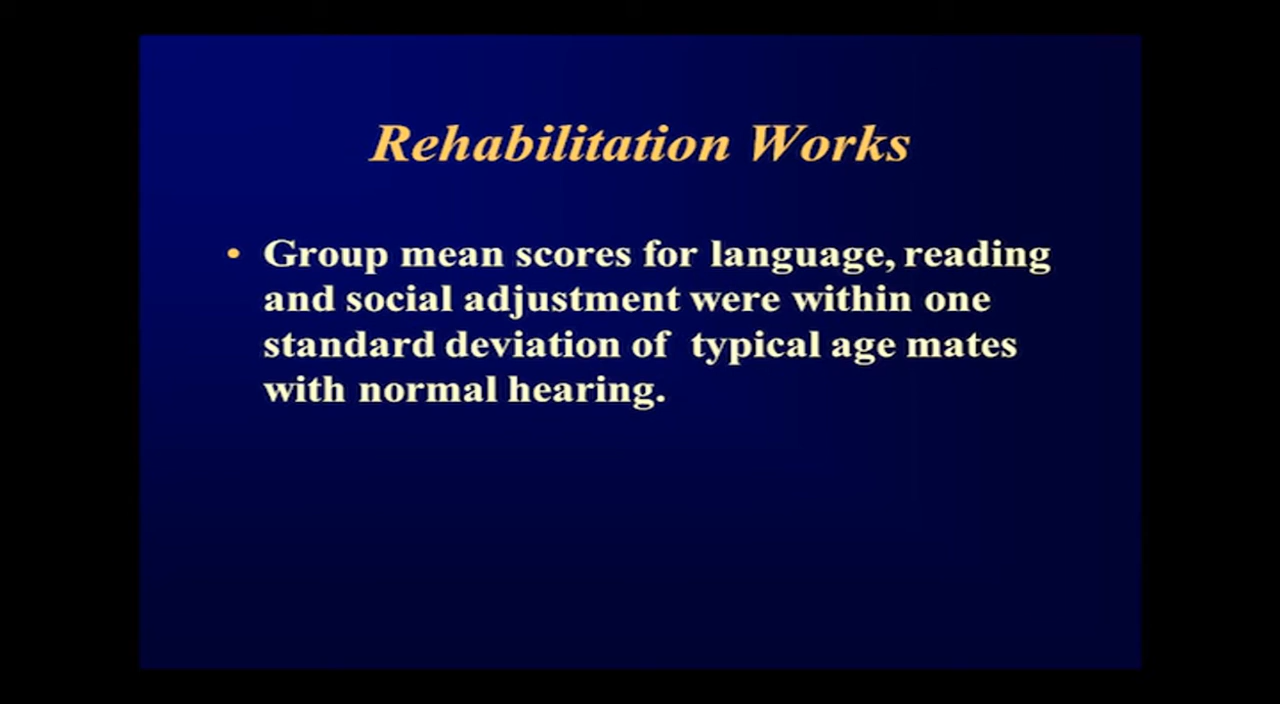 Rehabilitation Works
• Group mean scores for language, reading
and social adjustment were within one
standard deviation of  typical age mates
with normal hearing.